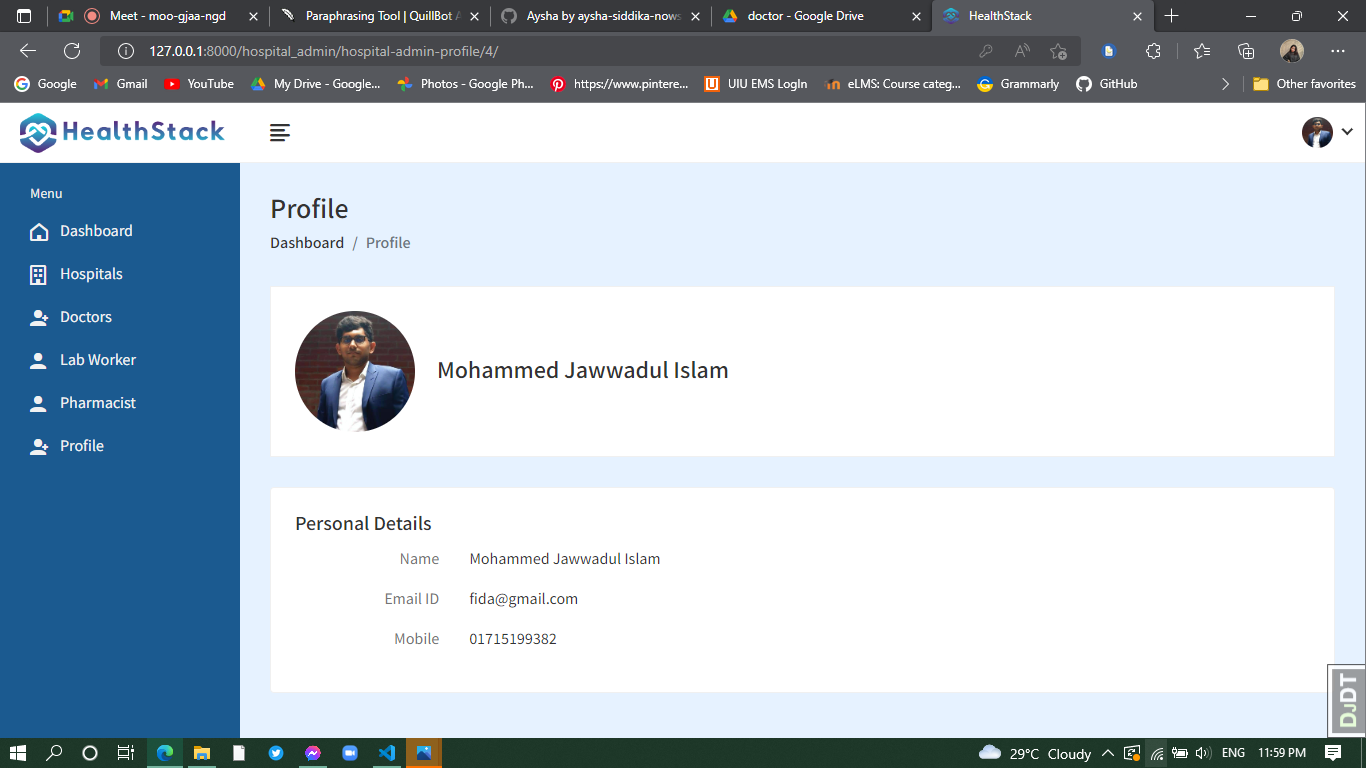 Meet - moo-gjaa-ngd
Paraphrasing Tool | QuillBot A
Aysha by aysha-siddika-nows
doctor - Google Drive
HealthStack
127.0.0.1:8000/hospital_admin/hospital-admin-profile/4/
Google
Gmail
YouTube
My Drive - Google...
Photos - Google Ph...
https://www.pintere...
UIU EMS LogIn
eLMS: Course categ...
Grammarly
GitHub
Other favorites
HealthStack
Menu
Dashboard
Hospitals
Doctors
Lab Worker
Pharmacist
Profile
Profile
Dashboard / Profile
Mohammed Jawwadul Islam
Personal Details
Name Mohammed Jawwadul Islam
Email ID fida@gmail.com
Mobile 01715199382
DJDT
29°C Cloudy
ENG
11:59 PM